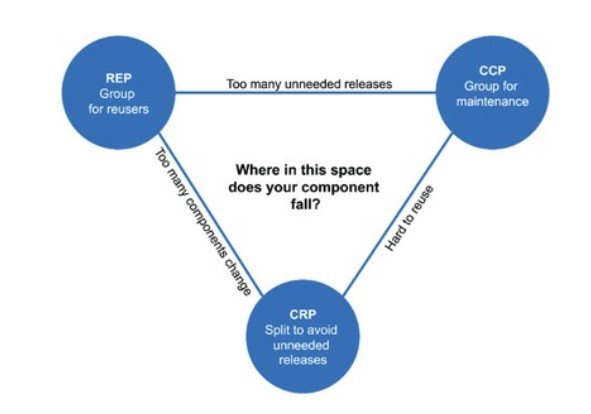 REP
Group
for reusers
Too many unneeded releases
CCP
Group for
maintenance
Too many components change
Where in this space
does your component
fall?
Hard to reuse
CRP
Split to avoid
unneeded
releases